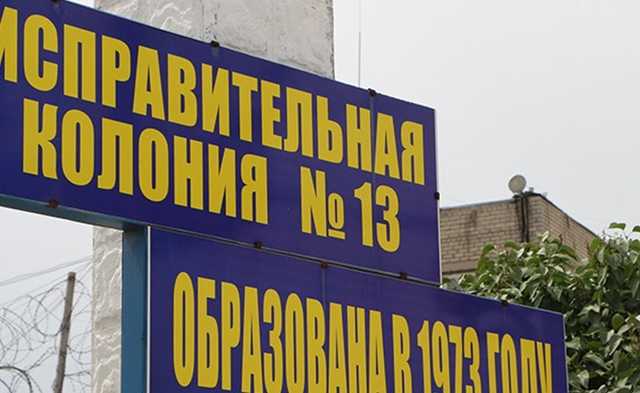 ИСПРАВИТЕЛЬНАЯ
КОЛОНИЯ № 13
ОБРАЗОВАНА В 1973 ГОДУ